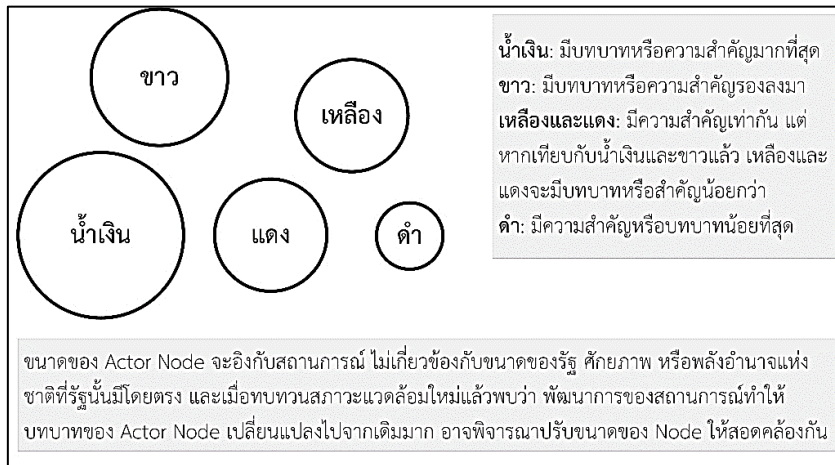 ขาว
เหลือง
น้ำเงิน
แดง
ดำ
น้ำเงิน: มีบทบาทหรือความสำคัญมากที่สุด
ขาว: มีบทบาทหรือความสำคัญรองลงมา
เหลืองและแดง: มีความสำคัญเท่ากัน แต่
หากเทียบกับน้ำเงินและขาวแล้ว เหลืองและ
แดงจะมีบทบาทหรือสำคัญน้อยกว่า
ดำ: มีความสำคัญหรือบทบาทน้อยที่สุด
ขนาดของ Actor Node จะอิงกับสถานการณ์ ไม่เกี่ยวข้องกับขนาดของรัฐ ศักยภาพ หรือพลังอำนาจแห่ง
ชาติที่รัฐนั้นมีโดยตรง และเมื่อทบทวนสภาวะแวดล้อมใหม่แล้วพบว่า พัฒนาการของสถานการณ์ทำให้
บทบาทของ Actor Node เปลี่ยนแปลงไปจากเดิมมาก อาจพิจารณาปรับขนาดของ Node ให้สอดคล้องกัน